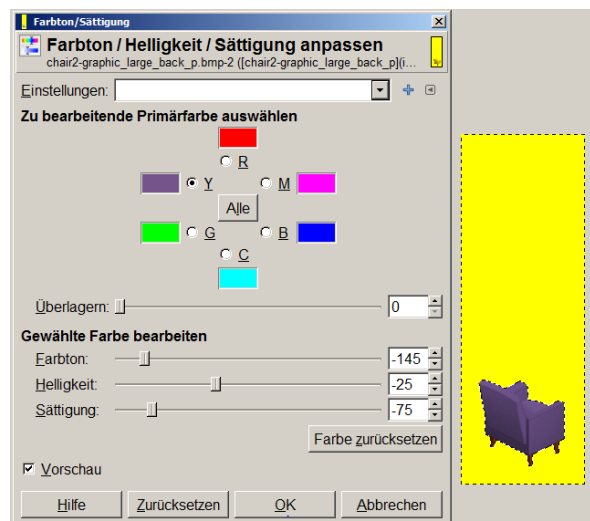 Farbton/Sättigung
Farbton / Helligkeit / Sättigung anpassen
chair2-graphic_large_back_p.bmp-2 ([chair2-graphic_large_back_p](i...
Einstellungen:
Zu bearbeitende Primärfarbe auswählen
R
Y M
Alle
G B
C
Überlagern: 0
Gewählte Farbe bearbeiten
Farbton: -145
Helligkeit: -25
Sättigung: -75
Farbe zurücksetzen
Vorschau
Hilfe Zurücksetzen OK Abbrechen